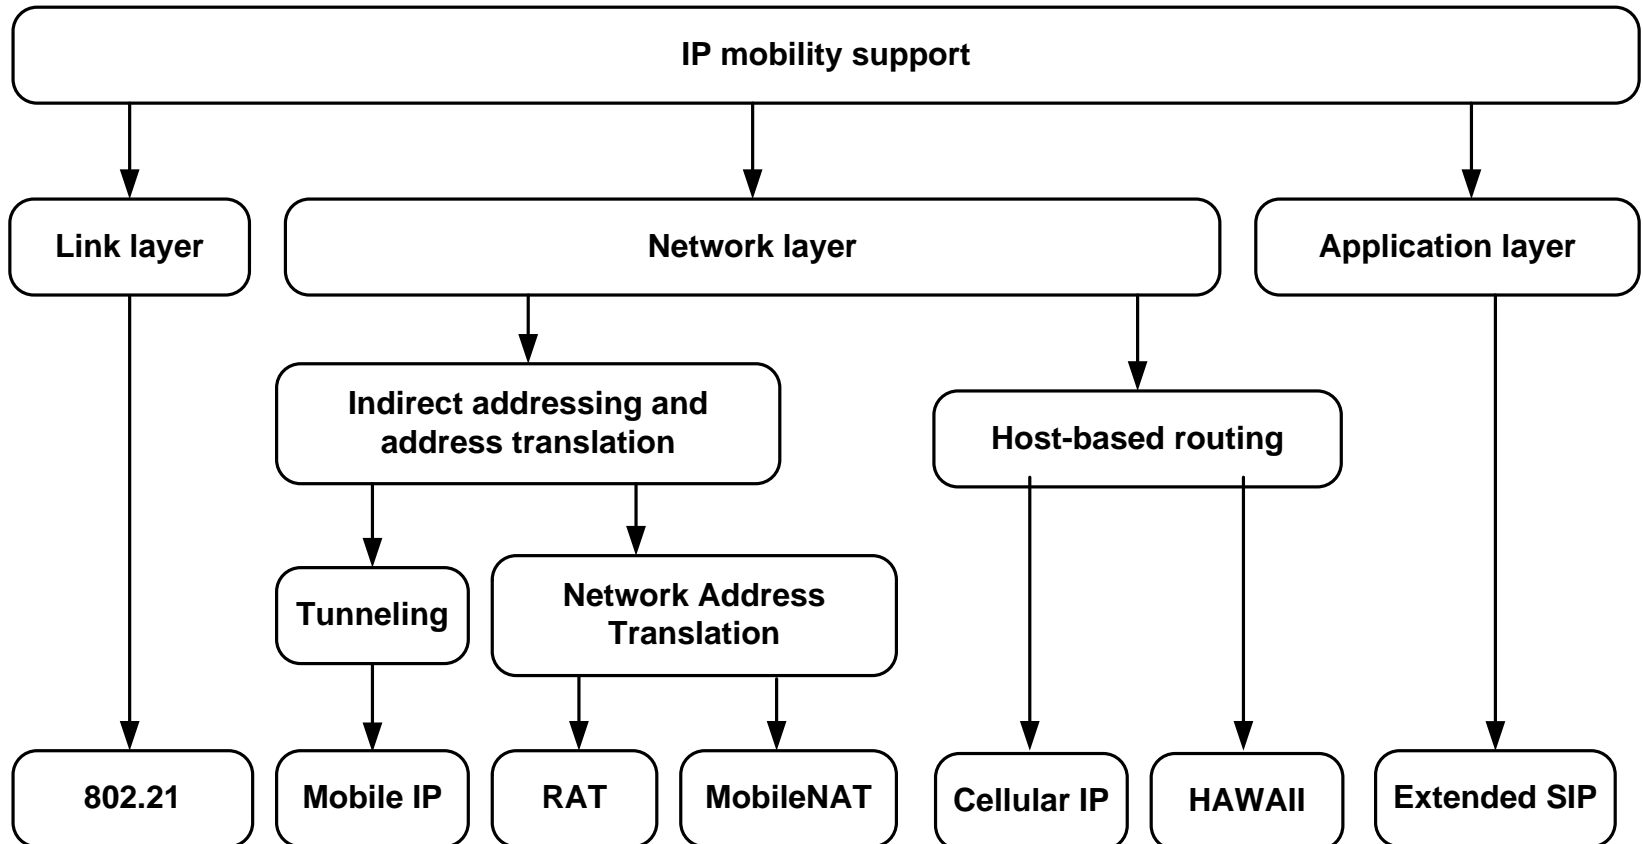 IP mobility support
Link layer
Network layer
Application layer
Indirect addressing and
address translation
Host-based routing
Tunneling
Network Address
Translation
802.21
Mobile IP
RAT
MobileNAT
Cellular IP
HAWAII
Extended SIP